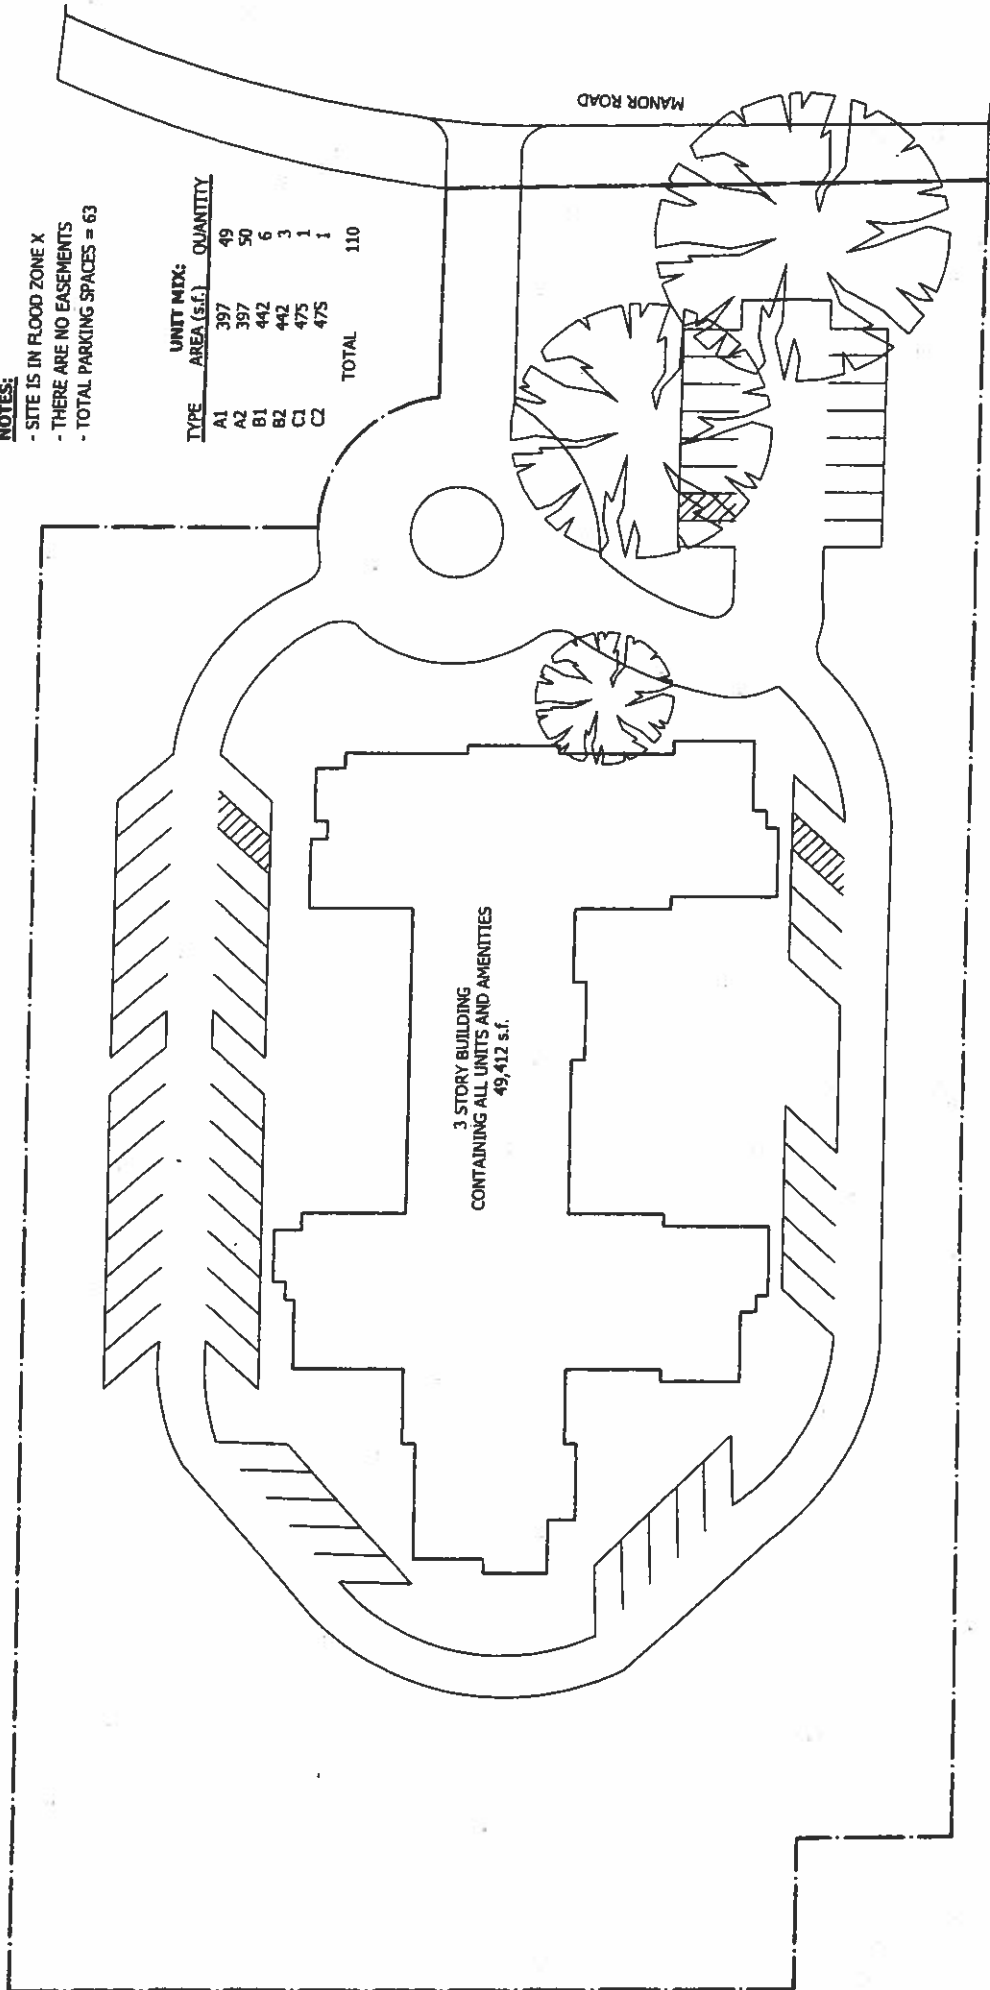 NOTES:
- SITE IS IN FLOOD ZONE X
- THERE ARE NO EASEMENTS
- TOTAL PARKING SPACES = 63
UNIT MIX:
TYPE AREA (s.f.) QUANTITY
A1 397 49
A2 397 50
B1 442 6
B2 442 3
C1 475 1
C2 475 1
TOTAL 110
MANOR ROAD
3 STORY BUILDING
CONTAINING ALL UNITS AND AMENITIES
49,412 s.f.